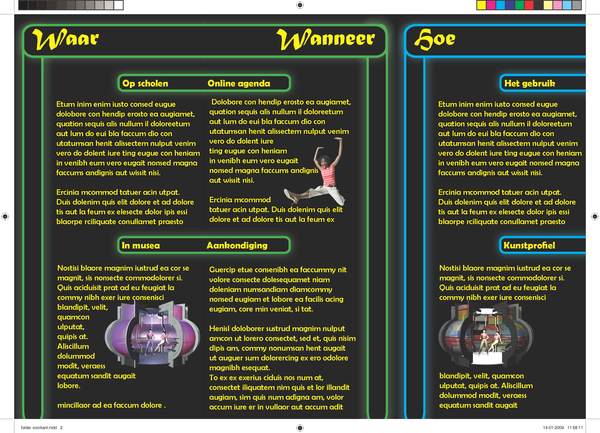 Waar
Wanneer
Hoe
Op scholen
Online agenda
Het gebruik
Etum inim enim iusto consed eugue
dolobore con hendip erosto ea augiamet,
quation sequis alis nullum il doloreetum
aut lum do eui bla faccum dio con
utatumsan henit alissectem nulput venim
vero do dolent iure ting eugue con heniam
in venibh eum vero eugait nonsed magna
faccums andignis aut wissit nisi.
Ercinia mcommod tatuer acin utpat.
Duis dolenim quis elit dolore et ad dolore
tis aut la feum ex elesecte dolor ipis essi
blaorpe riliquate conullamet praesto
Dolobore con hendip erosto ea augiamet,
quation sequis alis nullum il doloreetum
aut lum do eui bla faccum dio con
utatumsan henit alissectem nulput venim
vero do dolent iure
ting eugue con heniam
in venibh eum vero eugait
nonsed magna faccums andignis
aut wissit nisi.
Ercinia mcommod
tatuer acin utpat. Duis dolenim quis elit
dolore et ad dolore tis aut la feum ex
Etum inim enim iusto consed eugue
dolobore con hendip erosto ea augiamet,
quation sequis alis nullum il doloreetum
aut lum do eui bla faccum dio con
utatumsan henit alissectem nulput venim
vero do dolent iure ting eugue con heniam
in venibh eum vero eugait nonsed magna
faccums andignis aut wissit nisi.
Ercinia mcommod tatuer acin utpat.
Duis dolenim quis elit dolore et ad dolore
tis aut la feum ex elesecte dolor ipis essi
blaorpe riliquate conullamet praesto
In musea
Aankondiging
Kunstprofiel
Nostisi blaore magnim iustrud ea cor se
magnit, sis nonsecte commodolorer si.
Quis aciduisit prat ad eu feugiat la
commy nibh exer iure consenisci
blandipit, velit,
quamcon
ulputat,
quipis at.
Aliscillum
dolummod
modit, veraess
equatum sandit augait
lobore.
mincillaor ad ea faccum dolore .
Guercip etue consenibh ea faccummy nit
volore consecte dolesequamet niam
doleniam numsandiam diamcommy
nonsed eugiam et lobore ea facilis acing
eugiam, core min veniat, si tat.
Henisl doloborer sustrud magnim nulput
amcon ut lorero consectet, sed et, quis nisim
dipis am, commy nonuman henit augait
ut auguer sum dolorercing ex ero odolore
magnibh esequat.
To ex ex exerius ciduis nos num at,
consectet iliquatem nim quis et lor illandit
augiam, sim quis num adigna am, volor
accum iure er in vullaor aut accum adit
Nostisi blaore magnim iustrud ea cor se
magnit, sis nonsecte commodolorer si.
Quis aciduisit prat ad eu feugiat la
commy nibh exer iure consenisci
blandipit, velit, quamcon
ulputat, quipis at. Aliscillum
dolummod modit, veraess
equatum sandit augait
folder voorkant.indd 2